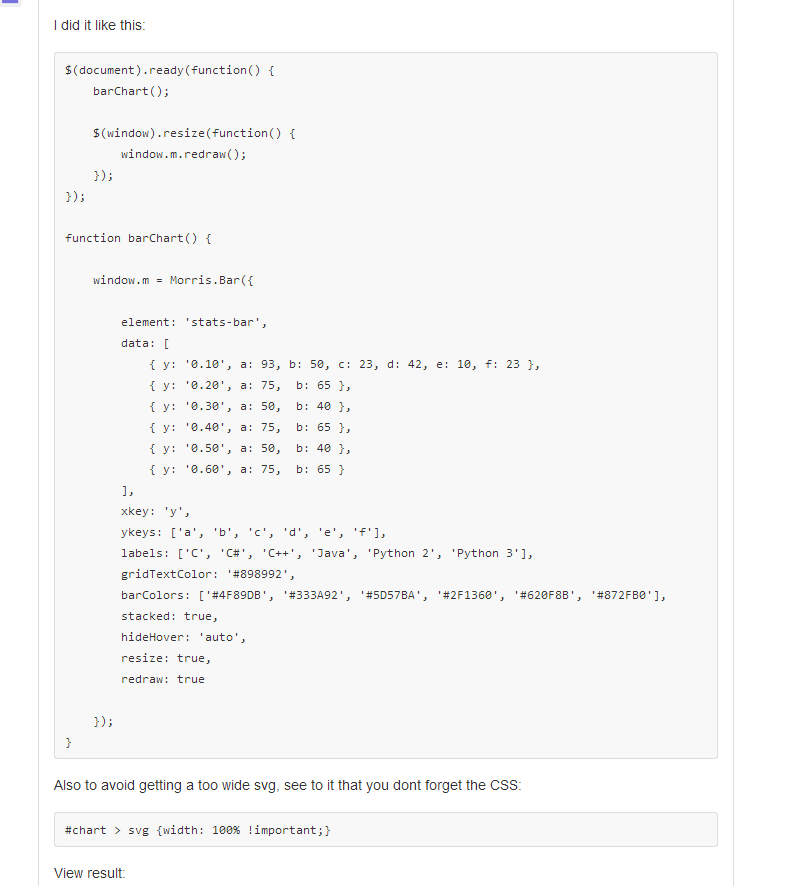 I did it like this:
$(document).ready(function() {
    barChart();

    $(window).resize(function() {
        window.m.redraw();
    });
});

function barChart() {

    window.m = Morris.Bar({

        element: 'stats-bar',
        data: [
            { y: '0.10', a: 93, b: 50, c: 23, d: 42, e: 10, f: 23 },
            { y: '0.20', a: 75,  b: 65 },
            { y: '0.30', a: 50,  b: 40 },
            { y: '0.40', a: 75,  b: 65 },
            { y: '0.50', a: 50,  b: 40 },
            { y: '0.60', a: 75,  b: 65 }
        ],
        xkey: 'y',
        ykeys: ['a', 'b', 'c', 'd', 'e', 'f'],
        labels: ['C', 'C#', 'C++', 'Java', 'Python 2', 'Python 3'],
        gridTextColor: '#898992',
        barColors: ['#4F89DB', '#333A92', '#5D57BA', '#2F1360', '#620F8B', '#872FB0'],
        stacked: true,
        hideHover: 'auto',
        resize: true,
        redraw: true

    });
}
Also to avoid getting a too wide svg, see to it that you dont forget the CSS:
#chart > svg {width: 100% !important;}
View result: